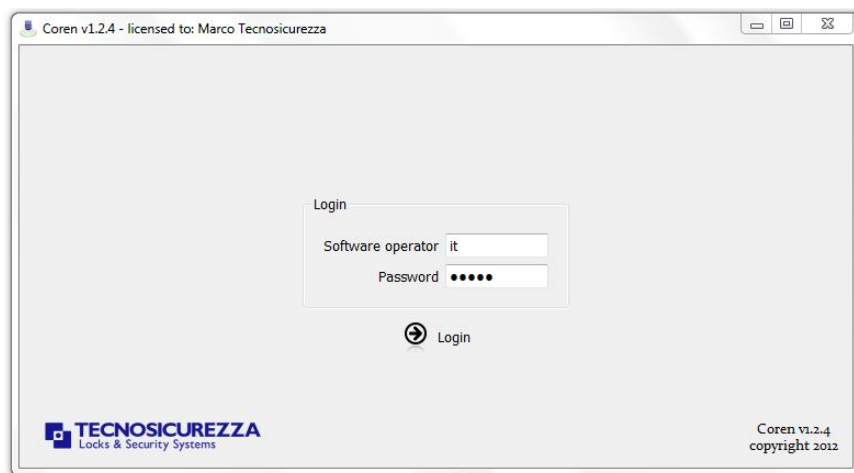 Coren v1.2.4 - licensed to: Marco Tecnosicurezza
Login
Software operator it
Password •••••
Login
TECNOSICUREZZA
Locks & Security Systems
Coren v1.2.4
copyright 2012